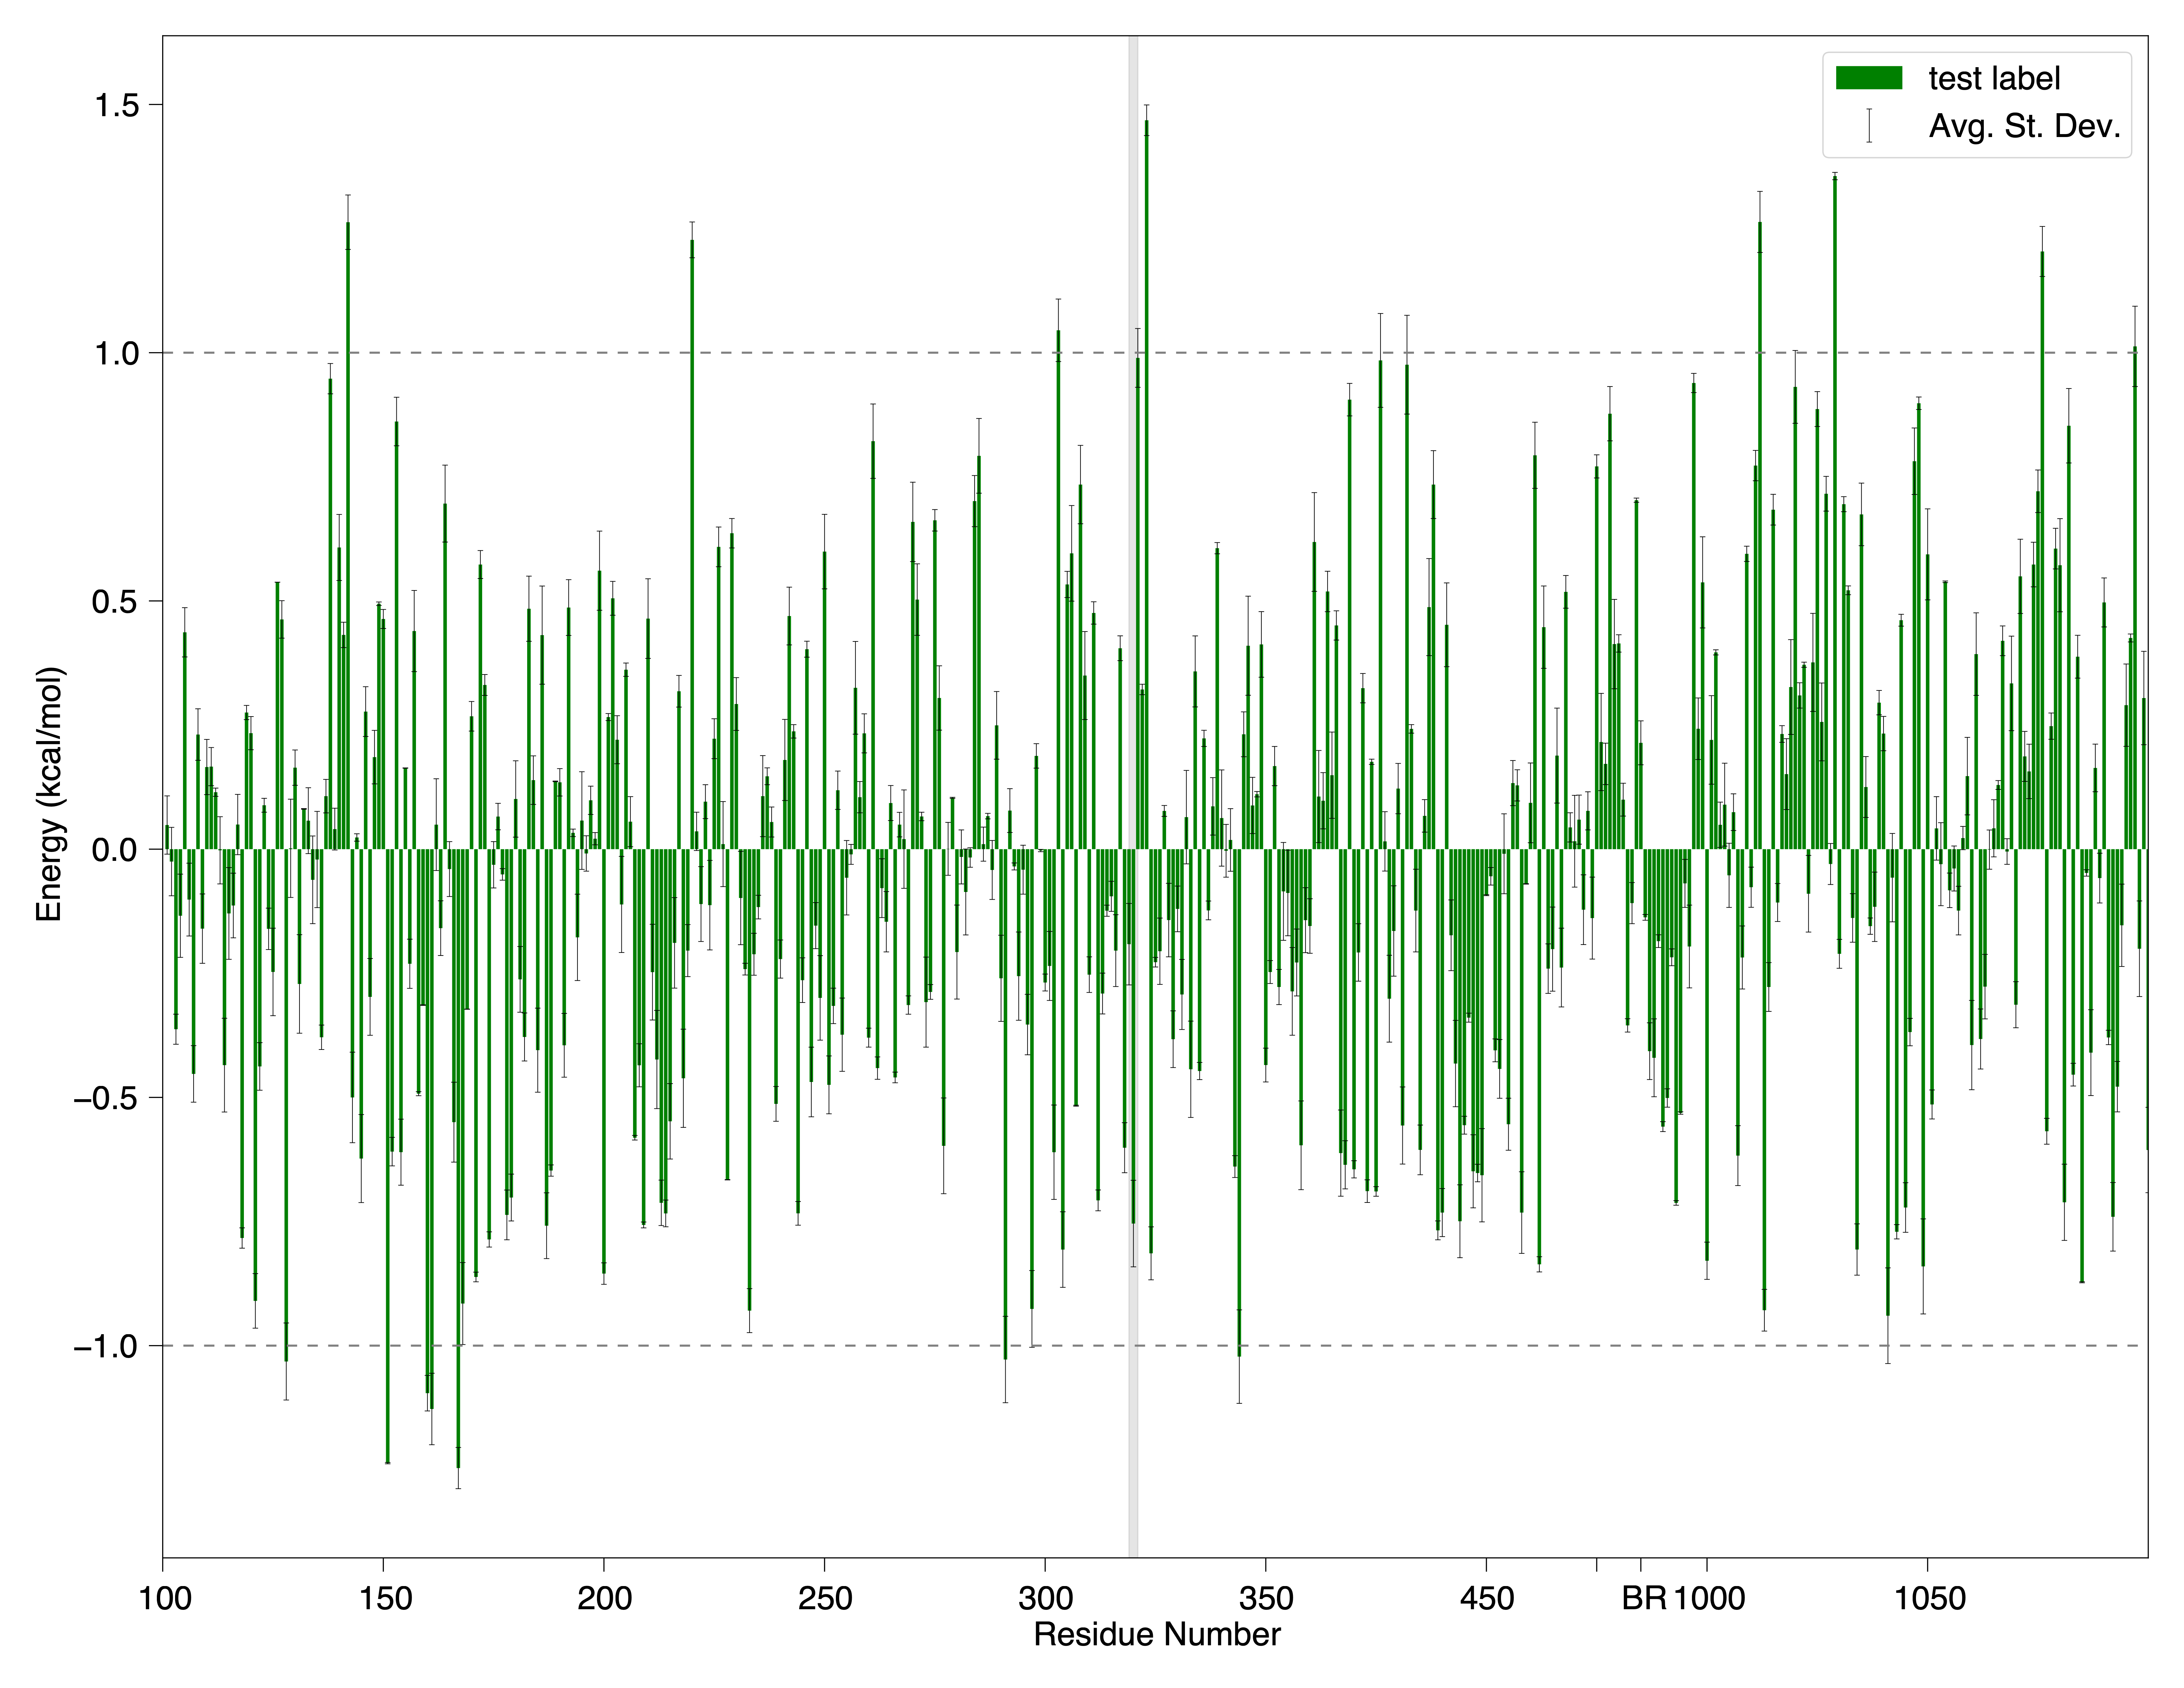 test label
Avg. St. Dev.
1.5
1.0
0.5
0.0
−0.5
−1.0
Energy (kcal/mol)
100 150 200 250 300 350 450 BR 1000 1050
Residue Number